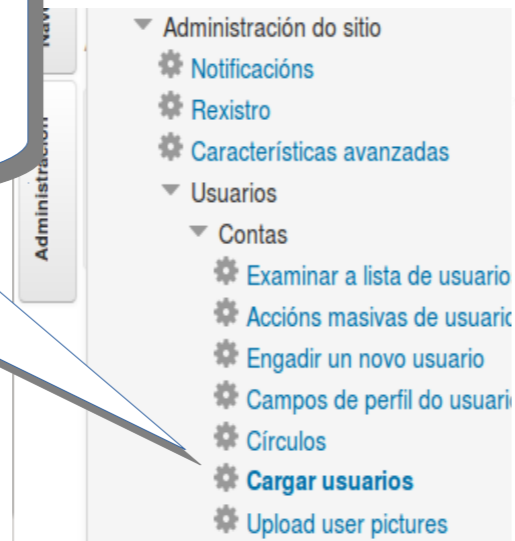 Administración do sitio
Notificacións
Rexistro
Características avanzadas
Usuarios
Contas
Examinar a lista de usuario
Accións masivas de usuario
Engadir un novo usuario
Campos de perfil do usuari
Círculos
Cargar usuarios
Upload user pictures
Administración